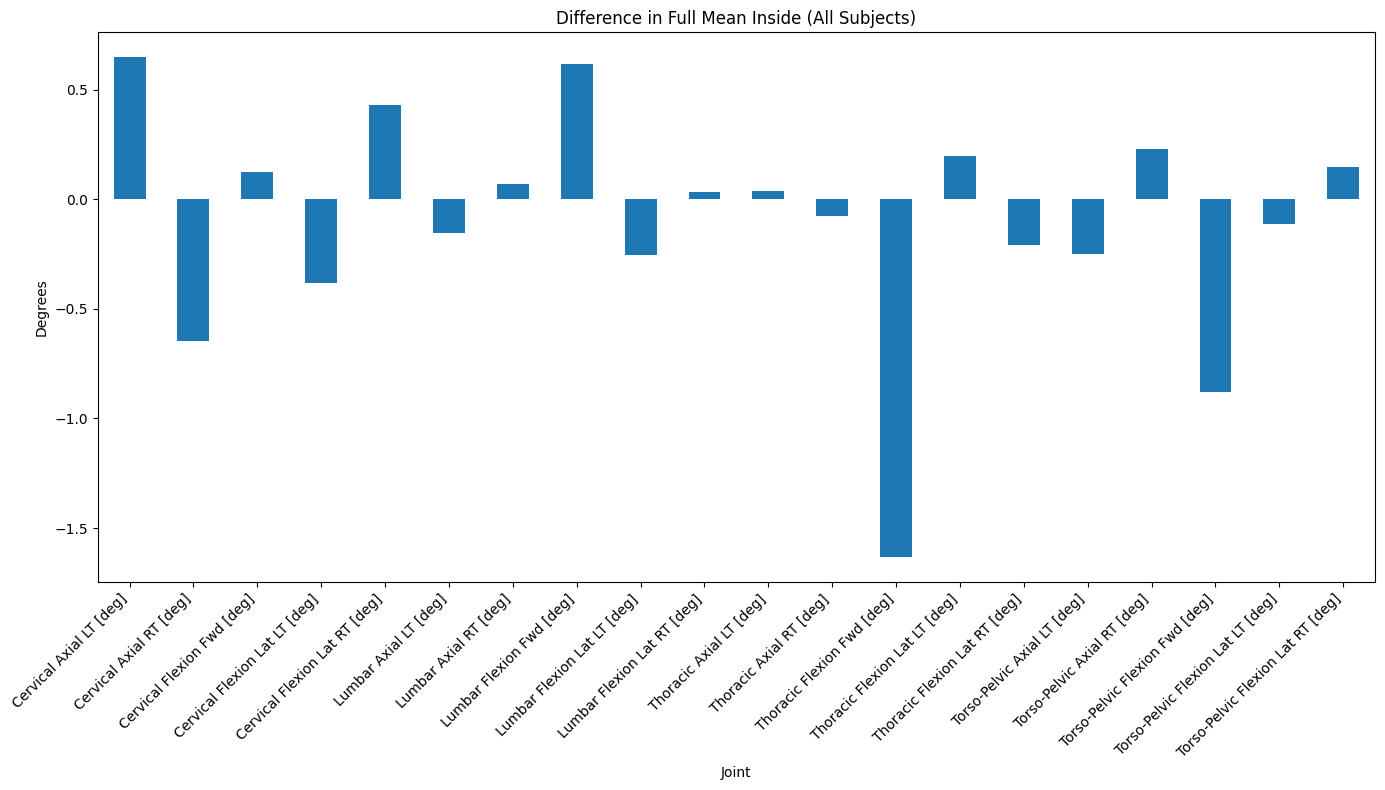 Difference in Full Mean Inside (All Subjects)
0.5
0.0
−0.5
−1.0
−1.5
Degrees
Cervical Axial LT [deg]
Cervical Axial RT [deg]
Cervical Flexion Fwd [deg]
Cervical Flexion Lat LT [deg]
Cervical Flexion Lat RT [deg]
Lumbar Axial LT [deg]
Lumbar Axial RT [deg]
Lumbar Flexion Fwd [deg]
Lumbar Flexion Lat LT [deg]
Lumbar Flexion Lat RT [deg]
Thoracic Axial LT [deg]
Thoracic Axial RT [deg]
Thoracic Flexion Fwd [deg]
Thoracic Flexion Lat LT [deg]
Thoracic Flexion Lat RT [deg]
Torso-Pelvic Axial LT [deg]
Torso-Pelvic Axial RT [deg]
Torso-Pelvic Flexion Fwd [deg]
Torso-Pelvic Flexion Lat LT [deg]
Torso-Pelvic Flexion Lat RT [deg]
Joint